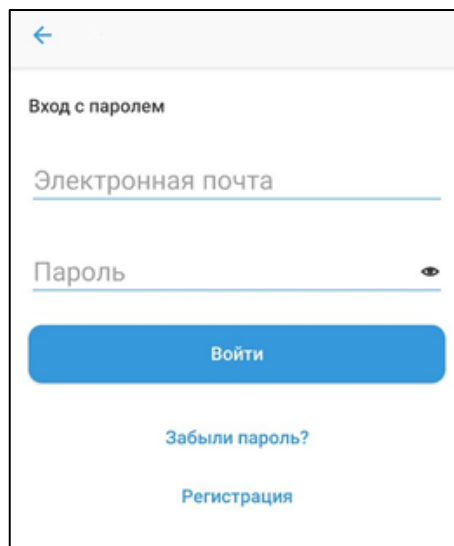 Вход с паролем
Электронная почта
Пароль
Войти
Забыли пароль?
Регистрация